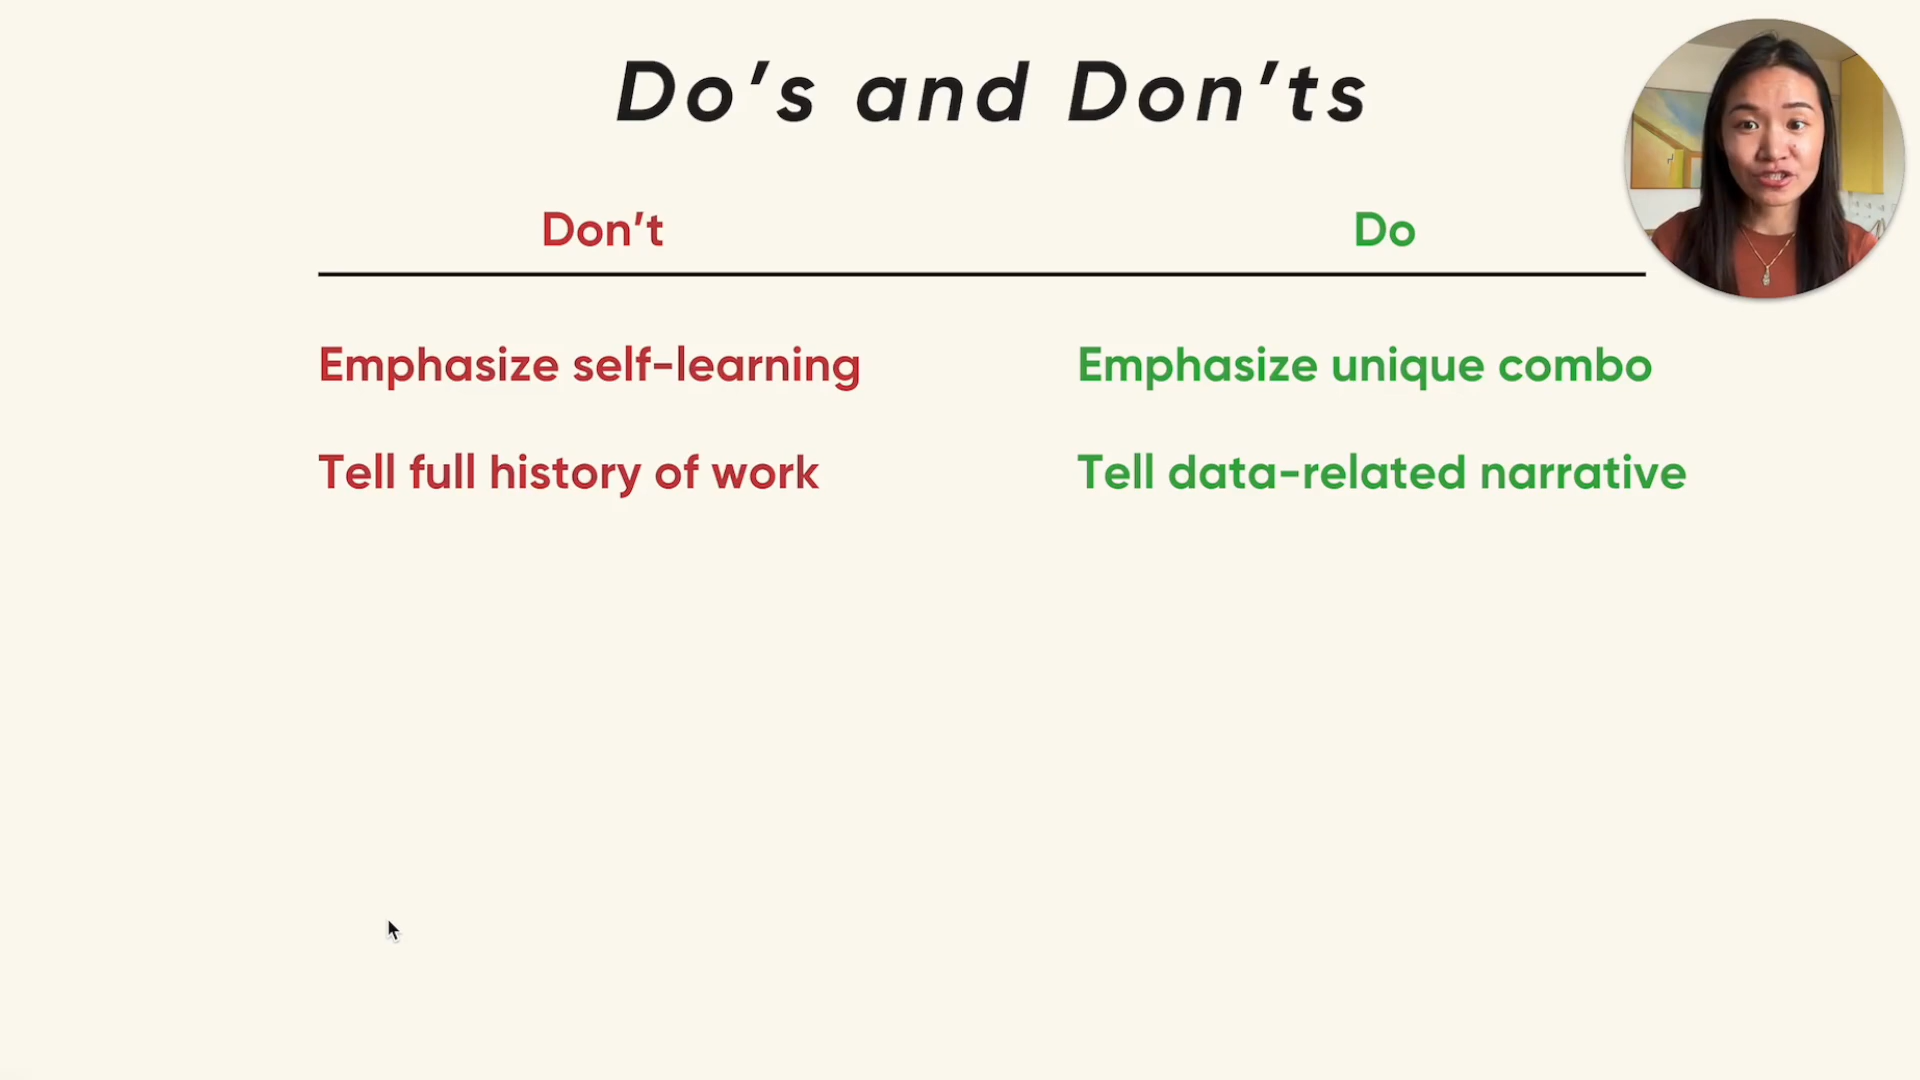 Do’s and Don’ts
Don’t
Do
Emphasize self-learning
Emphasize unique combo
Tell full history of work
Tell data-related narrative